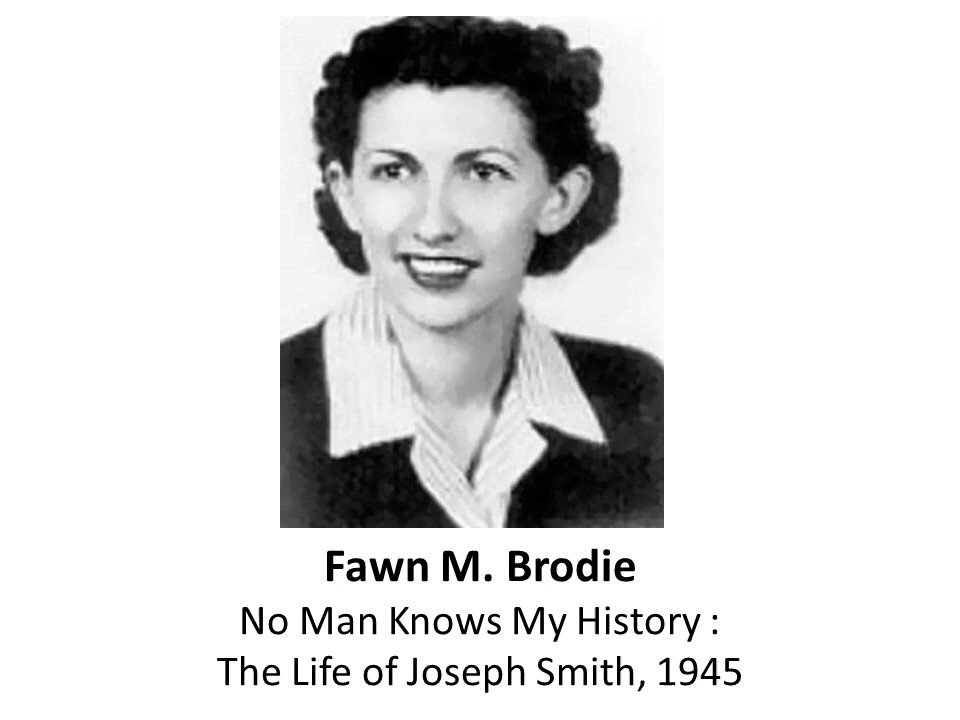 Fawn M. Brodie
No Man Knows My History :
The Life of Joseph Smith, 1945